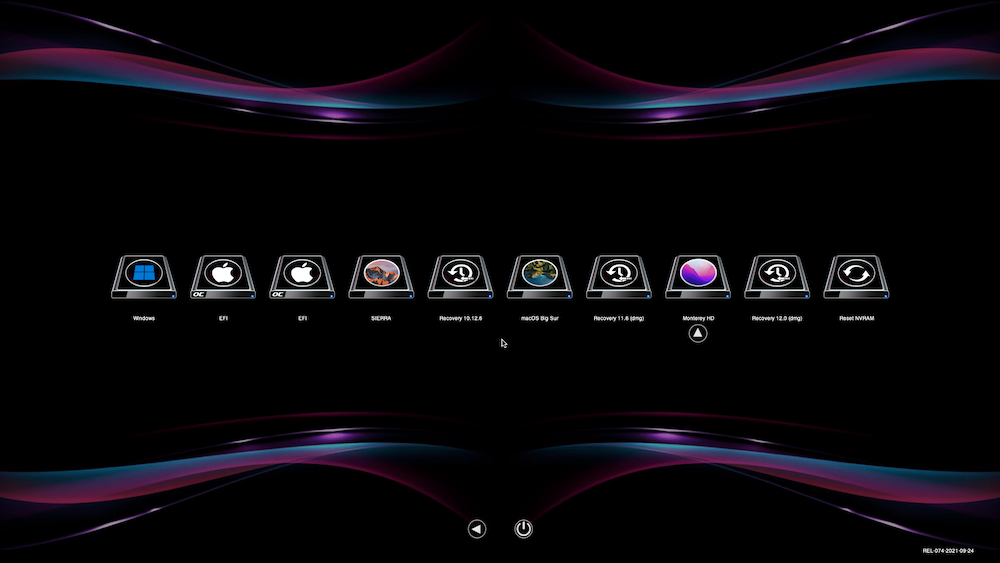 OC
OC
Windows
EFI
EFI
SIERRA
Recovery 10.12.6
macOS Big Sur
Recovery 11.6 (dmg)
Monterey HD
Recovery 12.0 (dmg)
Reset NVRAM
REL-074-2021-09-24